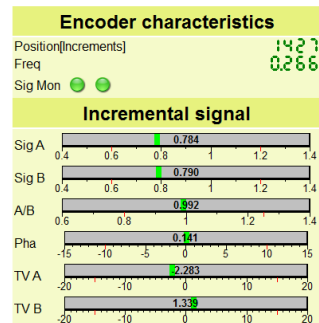 Encoder characteristics
Position[Increments] 1427
Freq 0.266
Sig Mon
Incremental signal
Sig A 0.784
0.4 0.6 0.8 1 1.2 1.4
Sig B 0.790
0.4 0.6 0.8 1 1.2 1.4
A/B 0.992
0.6 0.8 1 1.2 1.4
Pha 0.141
-15 -10 -5 0 5 10 15
TV A -2.283
-20 -10 0 10 20
TV B 1.339
-20 -10 0 10 20